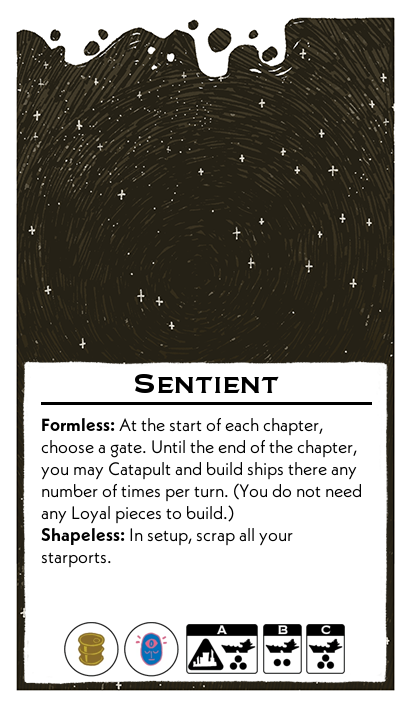 SENTIENT
Formless: At the start of each chapter,
choose a gate. Until the end of the chapter,
you may Catapult and build ships there any
number of times per turn. (You do not need
any Loyal pieces to build.)
Shapeless: In setup, scrap all your
starports.
A B C